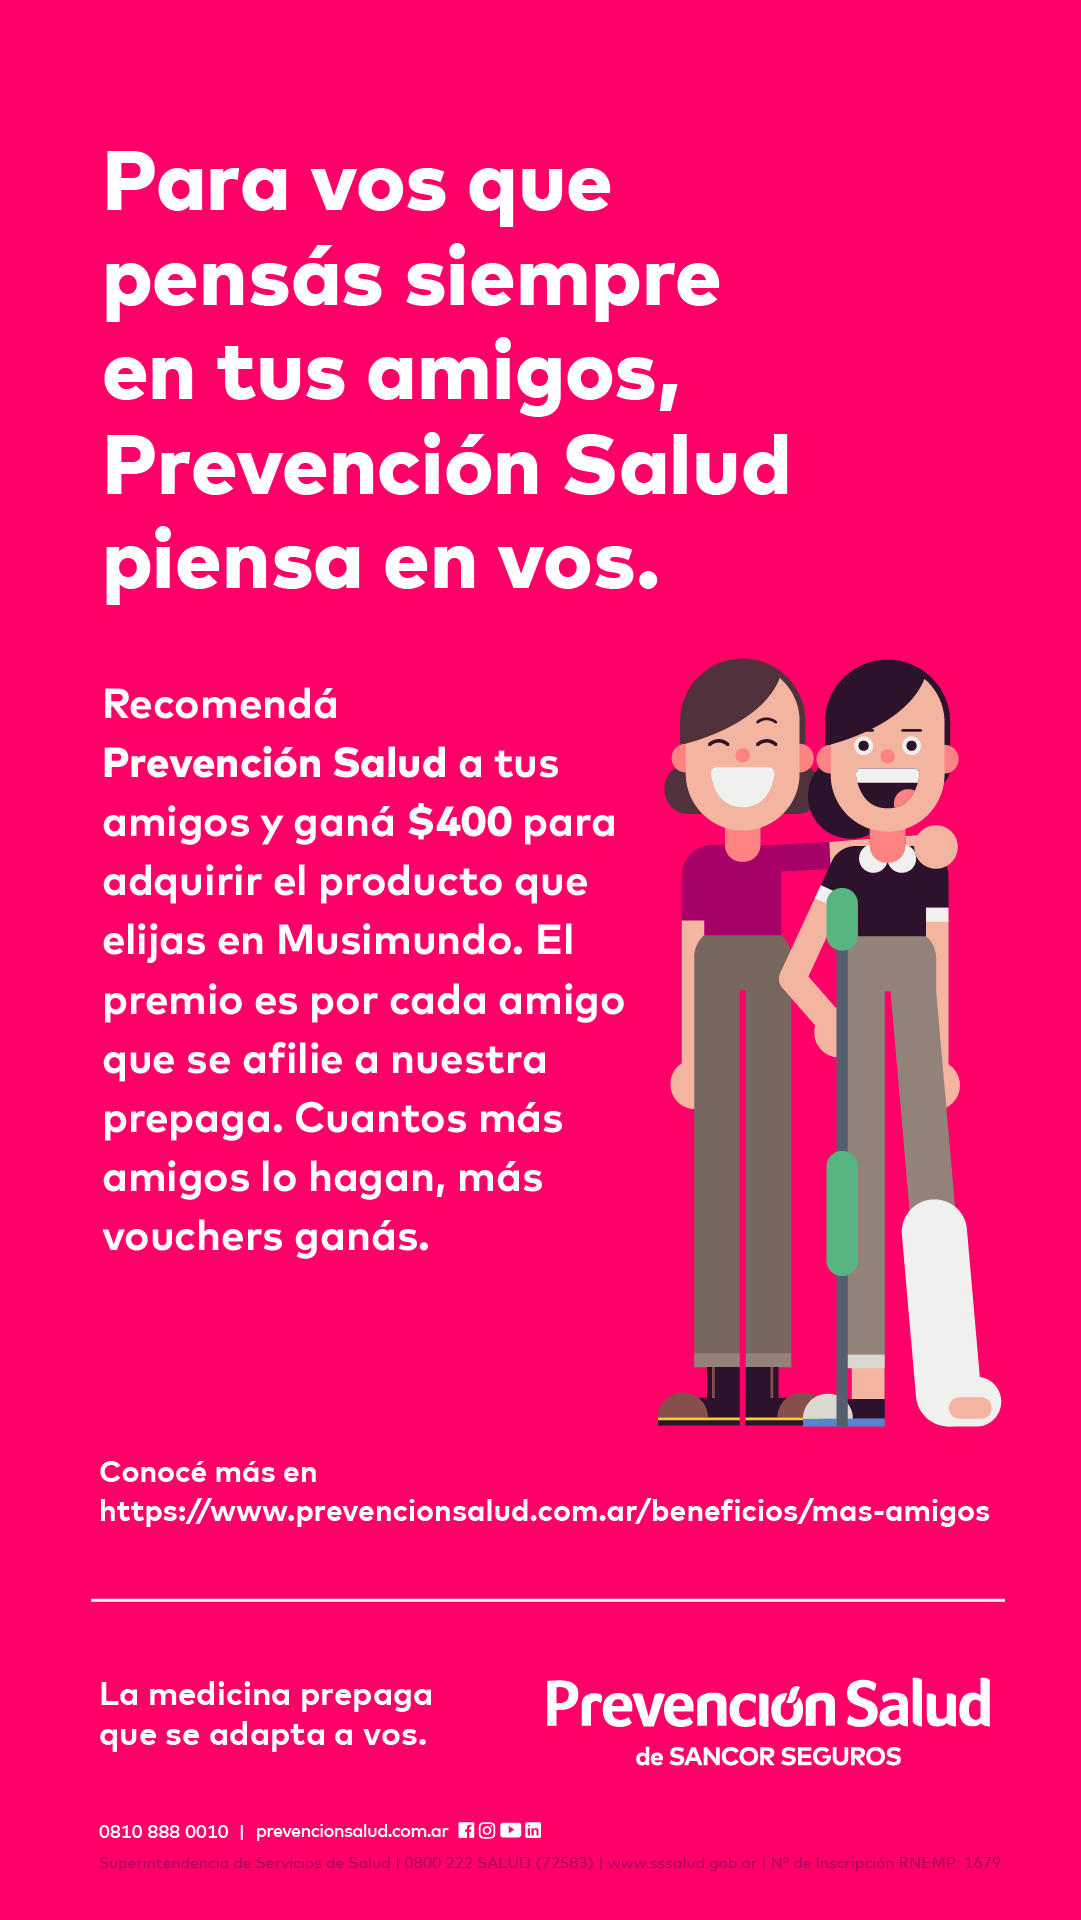 Para vos que
pensás siempre
en tus amigos,
Prevención Salud
piensa en vos.
Recomendá
Prevención Salud a tus
amigos y ganá $400 para
adquirir el producto que
elijas en Musimundo. El
premio es por cada amigo
que se afilie a nuestra
prepaga. Cuantos más
amigos lo hagan, más
vouchers ganás.
Conocé más en
https://www.prevencionsalud.com.ar/beneficios/mas-amigos
La medicina prepaga
que se adapta a vos.
Prevención Salud
de SANCOR SEGUROS
0810 888 0010 | prevencionsalud.com.ar
Superintendencia de Servicios de Salud | 0800 222 SALUD (72583) | www.sssalud.gob.ar | Nº de Inscripción RNEMP: 1679